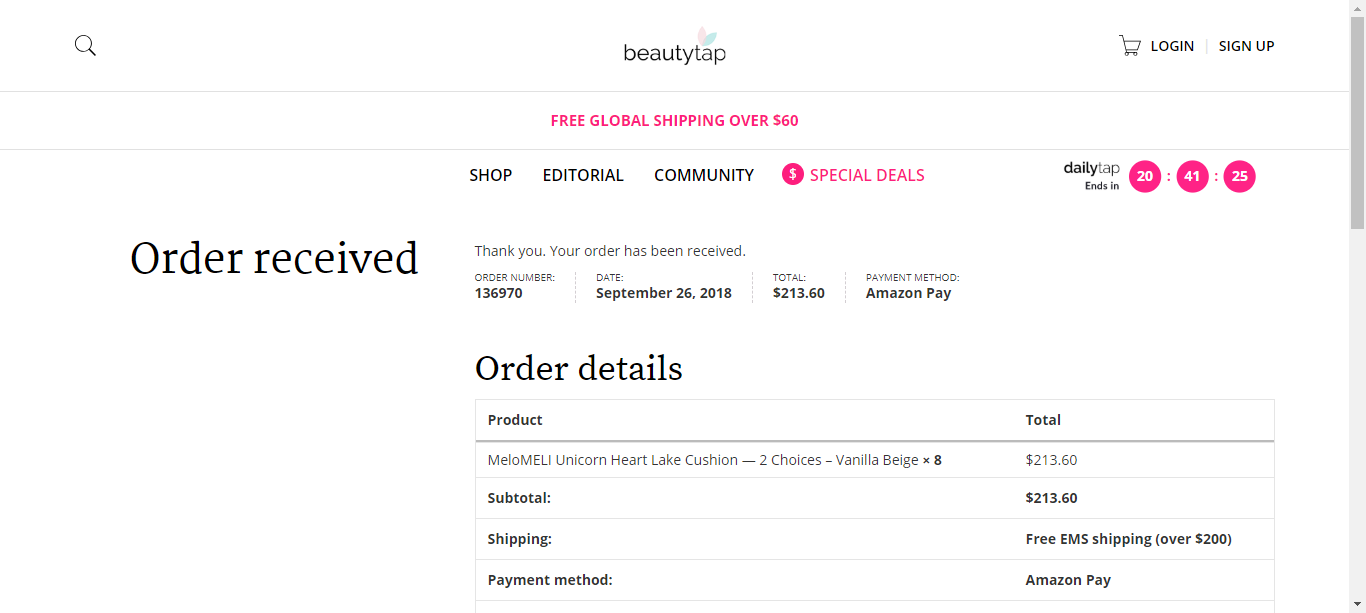 beautytap
LOGIN
SIGN UP
FREE GLOBAL SHIPPING OVER $60
SHOP
EDITORIAL
COMMUNITY
$ SPECIAL DEALS
dailytap
Ends in
20 : 41 : 25
Order received
Thank you. Your order has been received.
ORDER NUMBER:
136970
DATE:
September 26, 2018
TOTAL:
$213.60
PAYMENT METHOD:
Amazon Pay
Order details
Product Total
MeloMELI Unicorn Heart Lake Cushion — 2 Choices – Vanilla Beige × 8 $213.60
Subtotal: $213.60
Shipping: Free EMS shipping (over $200)
Payment method: Amazon Pay